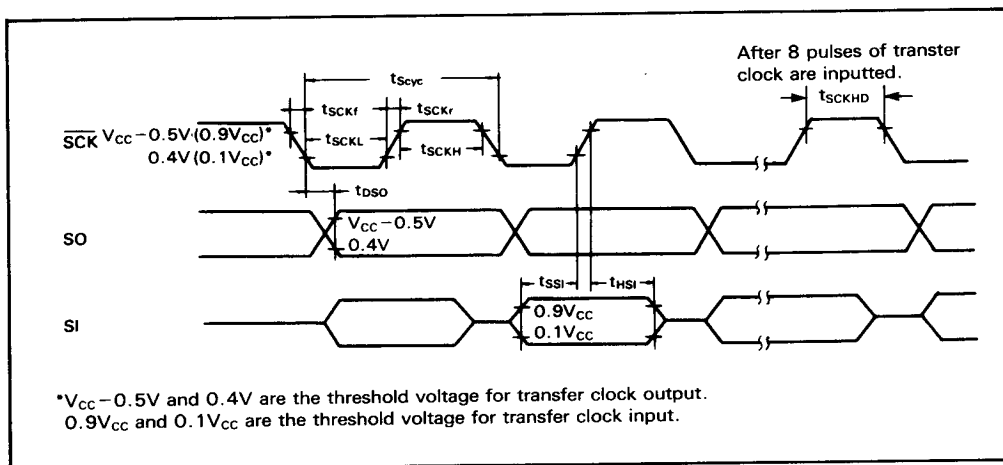 After 8 pulses of transter
clock are inputted.
tScyc
tSCKHD
tSCKf
tSCKr
SCK VCC−0.5V (0.9VCC)*
0.4V (0.1VCC)*
tSCKL
tSCKH
tDSO
SO
VCC−0.5V
0.4V
tSSI
tHSI
SI
0.9VCC
0.1VCC
*VCC−0.5V and 0.4V are the threshold voltage for transfer clock output.
0.9VCC and 0.1VCC are the threshold voltage for transfer clock input.